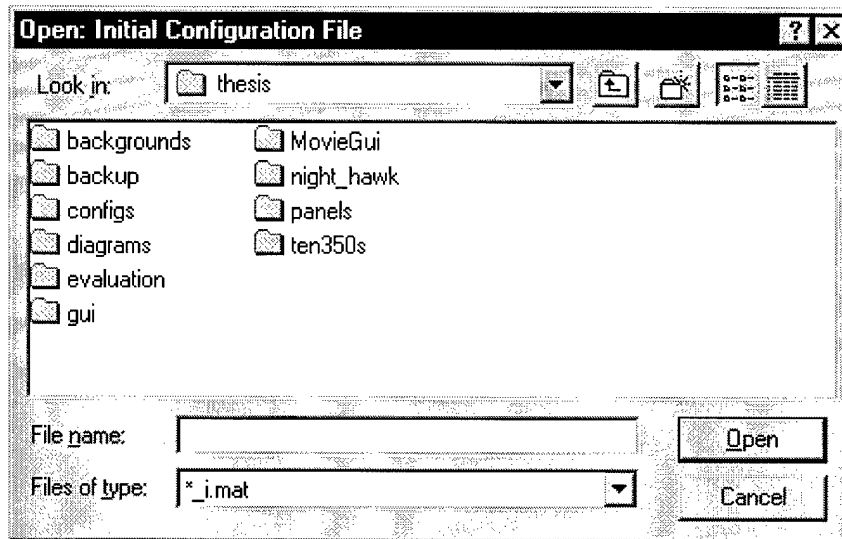 Open: Initial Configuration File ? ×
Look in: thesis
backgrounds MovieGui
backup night_hawk
configs panels
diagrams ten350s
evaluation
gui
File name: Open
Files of type: *_i.mat Cancel